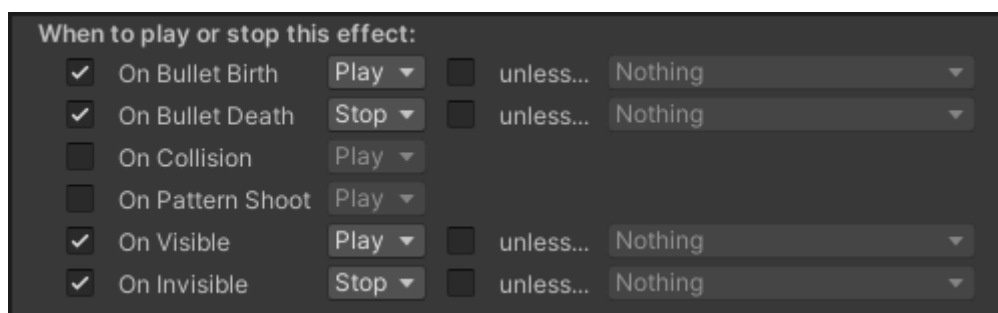 When to play or stop this effect:
On Bullet Birth Play unless... Nothing
On Bullet Death Stop unless... Nothing
On Collision Play
On Pattern Shoot Play
On Visible Play unless... Nothing
On Invisible Stop unless... Nothing